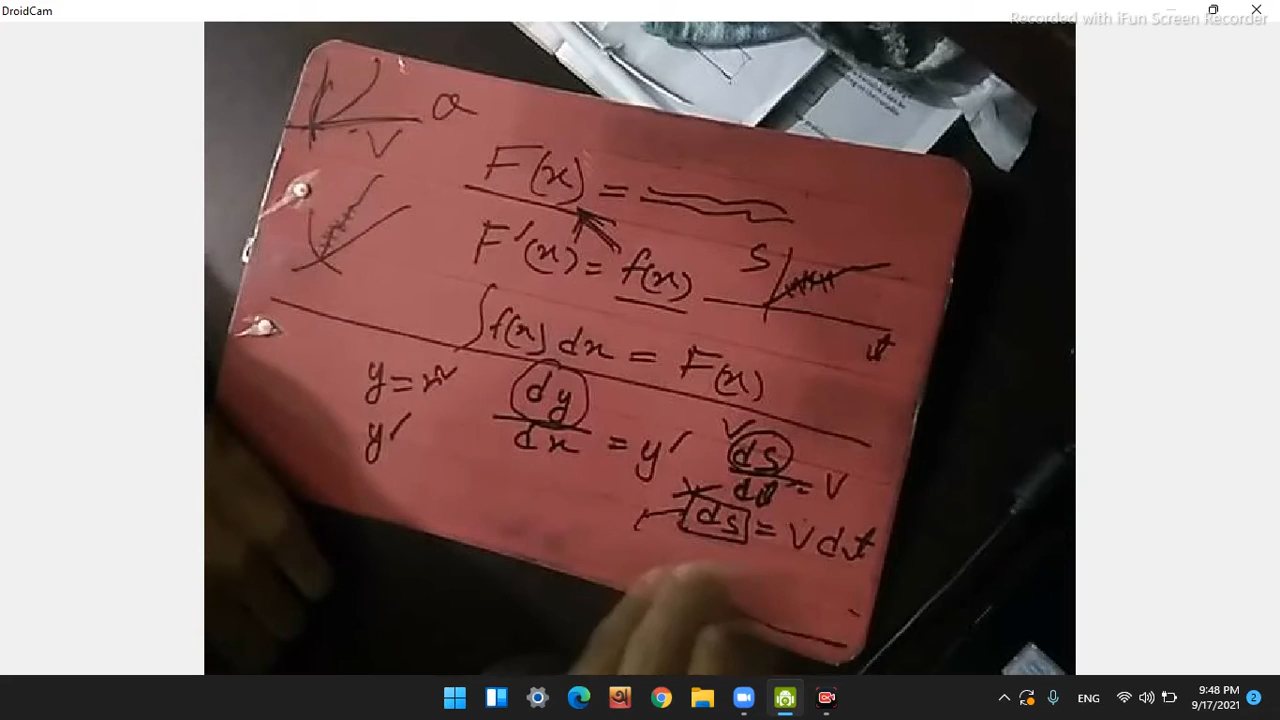 DroidCam
Recorded with iFun Screen Recorder
a
V
F(x) =
F'(x) = f(x)
S
t
∫f(x) dx = F(x)
y = x²
y'
dy/dx = y'
ds/dt = V
ds = V dt
ENG
9:48 PM
9/17/2021
2